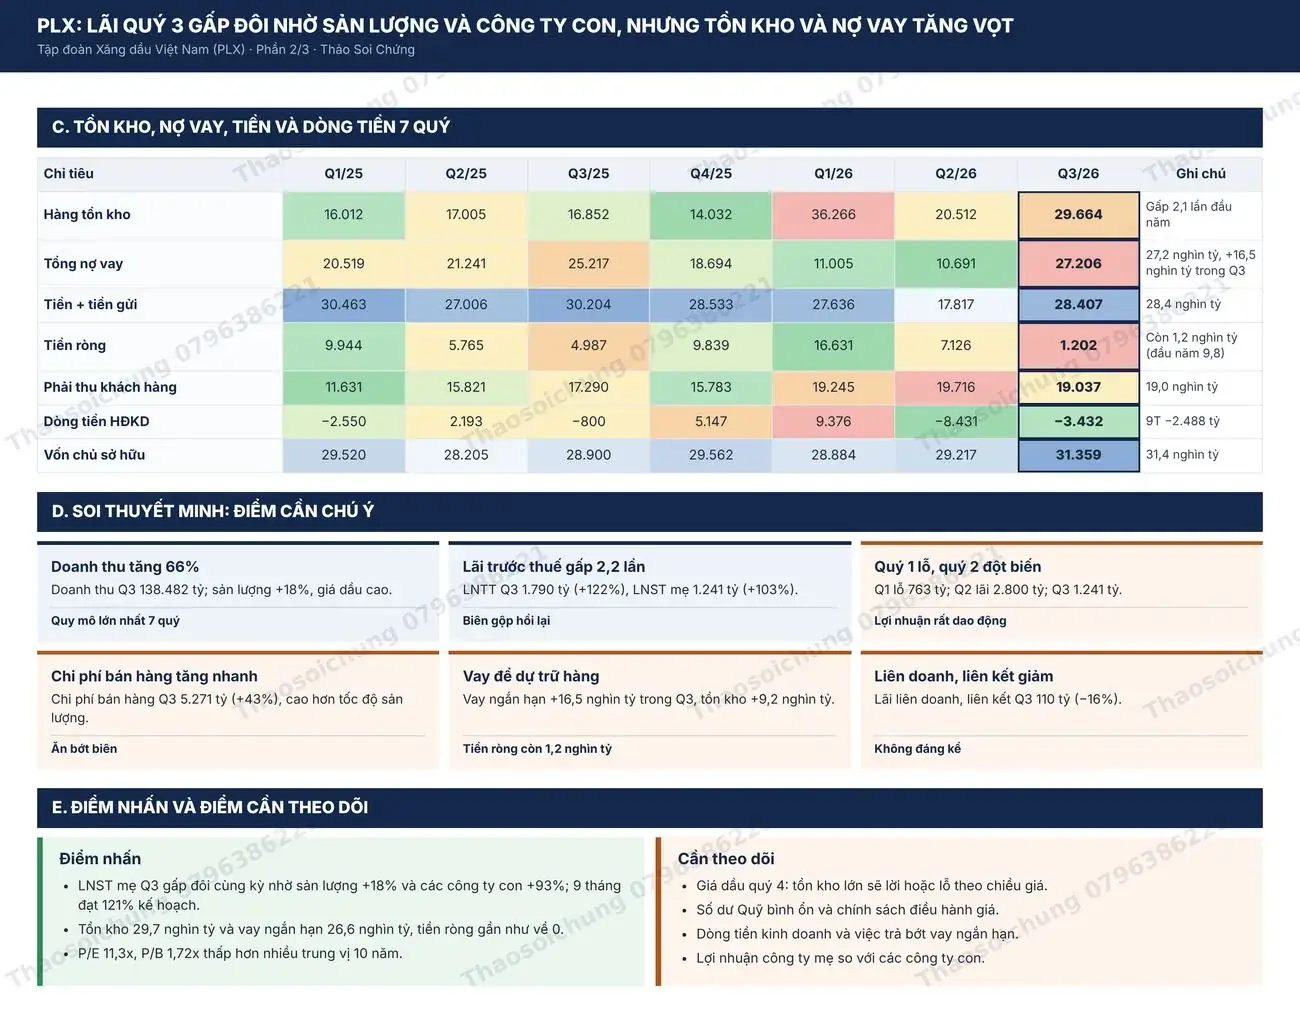 PLX: LÃI QUÝ 3 GẤP ĐÔI NHỜ SẢN LƯỢNG VÀ CÔNG TY CON, NHƯNG TỒN KHO VÀ NỢ VAY TĂNG VỌT
Tập đoàn Xăng dầu Việt Nam (PLX) · Phần 2/3 · Thảo Soi Chứng
C. TỒN KHO, NỢ VAY, TIỀN VÀ DÒNG TIỀN 7 QUÝ
Chỉ tiêu Q1/25 Q2/25 Q3/25 Q4/25 Q1/26 Q2/26 Q3/26 Ghi chú
Hàng tồn kho 16.012 17.005 16.852 14.032 36.266 20.512 29.664 Gấp 2,1 lần đầu
năm
Tổng nợ vay 20.519 21.241 25.217 18.694 11.005 10.691 27.206 27,2 nghìn tỷ, +16,5
nghìn tỷ trong Q3
Tiền + tiền gửi 30.463 27.006 30.204 28.533 27.636 17.817 28.407 28,4 nghìn tỷ
Tiền ròng 9.944 5.765 4.987 9.839 16.631 7.126 1.202 Còn 1,2 nghìn tỷ
(đầu năm 9,8)
Phải thu khách hàng 11.631 15.821 17.290 15.783 19.245 19.716 19.037 19,0 nghìn tỷ
Dòng tiền HĐKD −2.550 2.193 −800 5.147 9.376 −8.431 −3.432 9T −2.488 tỷ
Vốn chủ sở hữu 29.520 28.205 28.900 29.562 28.884 29.217 31.359 31,4 nghìn tỷ
D. SOI THUYẾT MINH: ĐIỂM CẦN CHÚ Ý
Doanh thu tăng 66%
Doanh thu Q3 138.482 tỷ; sản lượng +18%, giá dầu cao.
Quy mô lớn nhất 7 quý
Lãi trước thuế gấp 2,2 lần
LNTT Q3 1.790 tỷ (+122%), LNST mẹ 1.241 tỷ (+103%).
Biên gộp hồi lại
Quý 1 lỗ, quý 2 đột biến
Q1 lỗ 763 tỷ; Q2 lãi 2.800 tỷ; Q3 1.241 tỷ.
Lợi nhuận rất dao động
Chi phí bán hàng tăng nhanh
Chi phí bán hàng Q3 5.271 tỷ (+43%), cao hơn tốc độ sản
lượng.
Ăn bớt biên
Vay để dự trữ hàng
Vay ngắn hạn +16,5 nghìn tỷ trong Q3, tồn kho +9,2 nghìn tỷ.
Tiền ròng còn 1,2 nghìn tỷ
Liên doanh, liên kết giảm
Lãi liên doanh, liên kết Q3 110 tỷ (−16%).
Không đáng kể
E. ĐIỂM NHẤN VÀ ĐIỂM CẦN THEO DÕI
Điểm nhấn
• LNST mẹ Q3 gấp đôi cùng kỳ nhờ sản lượng +18% và các công ty con +93%; 9 tháng
đạt 121% kế hoạch.
• Tồn kho 29,7 nghìn tỷ và vay ngắn hạn 26,6 nghìn tỷ, tiền ròng gần như về 0.
• P/E 11,3x, P/B 1,72x thấp hơn nhiều trung vị 10 năm.
Cần theo dõi
• Giá dầu quý 4: tồn kho lớn sẽ lời hoặc lỗ theo chiều giá.
• Số dư Quỹ bình ổn và chính sách điều hành giá.
• Dòng tiền kinh doanh và việc trả bớt vay ngắn hạn.
• Lợi nhuận công ty mẹ so với các công ty con.
Thaosoichung 0796386221